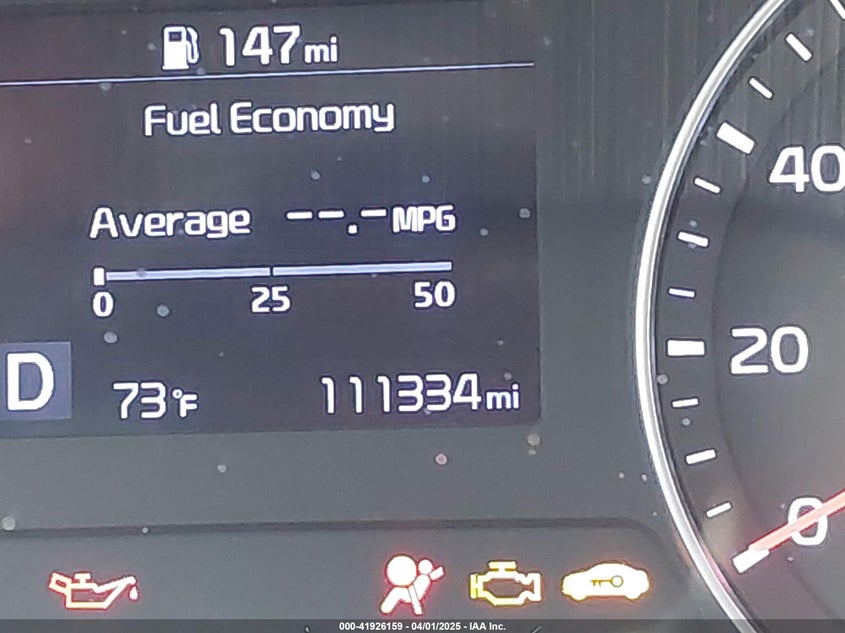 147mi
Fuel Economy
Average --.-MPG
0 25 50
D 73°F 111334mi
40
20
0
000-41926159 - 04/01/2025 - IAA Inc.